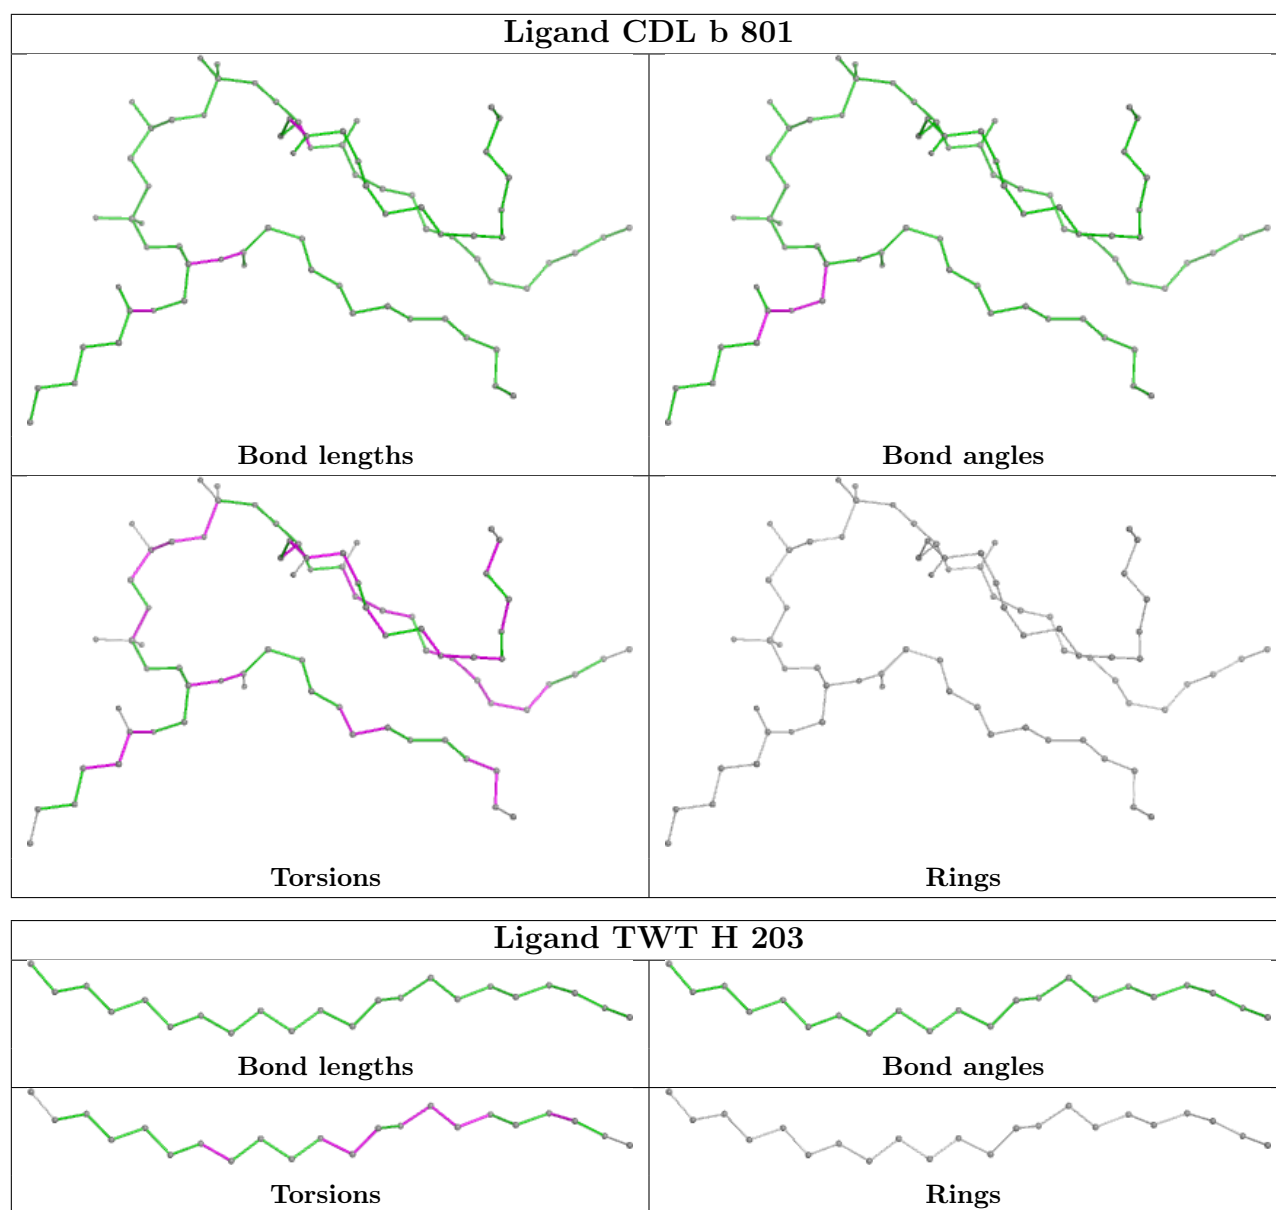 Ligand CDL b 801
Bond lengths
Bond angles
Torsions
Rings
Ligand TWT H 203
Bond lengths
Bond angles
Torsions
Rings